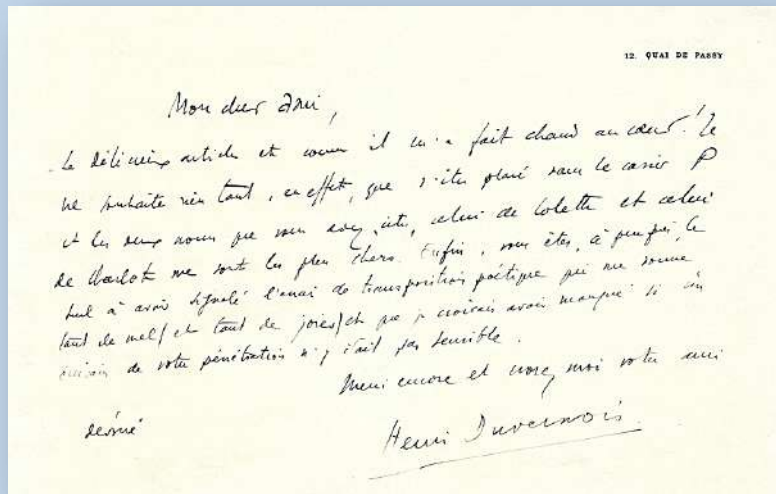 12. QUAI DE PASSY
Mon cher Ami,
Le délicieux article et comme il m'a fait chaud au cœur! Je
ne souhaite rien tant, en effet, que d'être placé dans le casier P
et les deux noms que vous avez cités, celui de Colette et celui
de Charlot me sont les plus chers. Enfin, vous êtes, à peu près, le
seul à avoir signalé l'essai de transposition poétique qui me donne
tant de mal (et tant de joies) et que je croirais avoir manqué si un
écrivain de votre pénétration n'y était pas sensible.
Merci encore et croyez moi votre ami
dévoué
Henri Duvernois